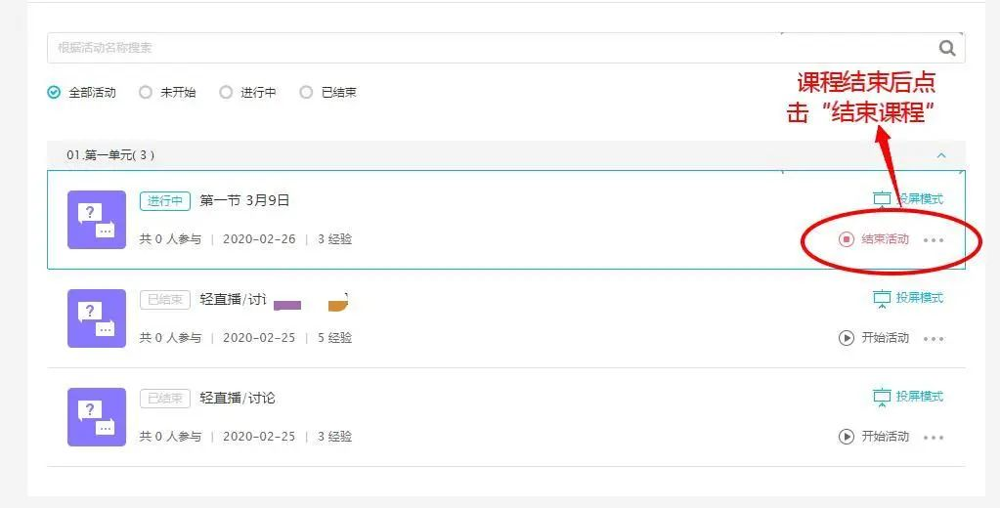 根据活动名称搜索
全部活动 未开始 进行中 已结束
课程结束后点
击“结束课程”
01.第一单元( 3 )
进行中 第一节 3月9日 投屏模式
共 0 人参与 | 2020-02-26 | 3 经验 结束活动
已结束 轻直播/讨 投屏模式
共 0 人参与 | 2020-02-25 | 5 经验 开始活动
已结束 轻直播/讨论 投屏模式
共 0 人参与 | 2020-02-25 | 3 经验 开始活动